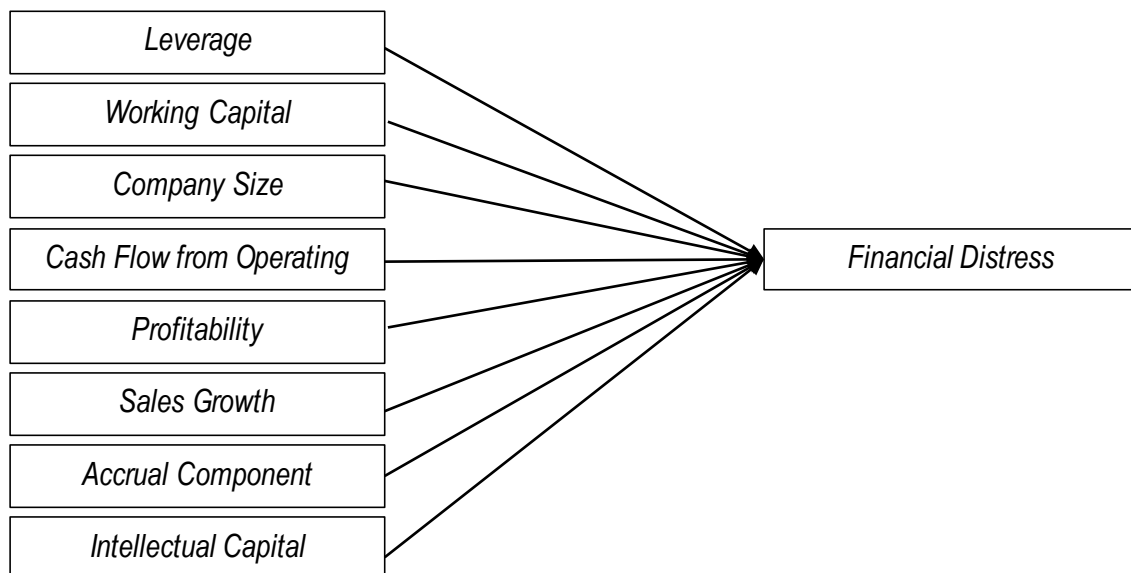 Leverage
Working Capital
Company Size
Cash Flow from Operating
Profitability
Sales Growth
Accrual Component
Intellectual Capital
Financial Distress